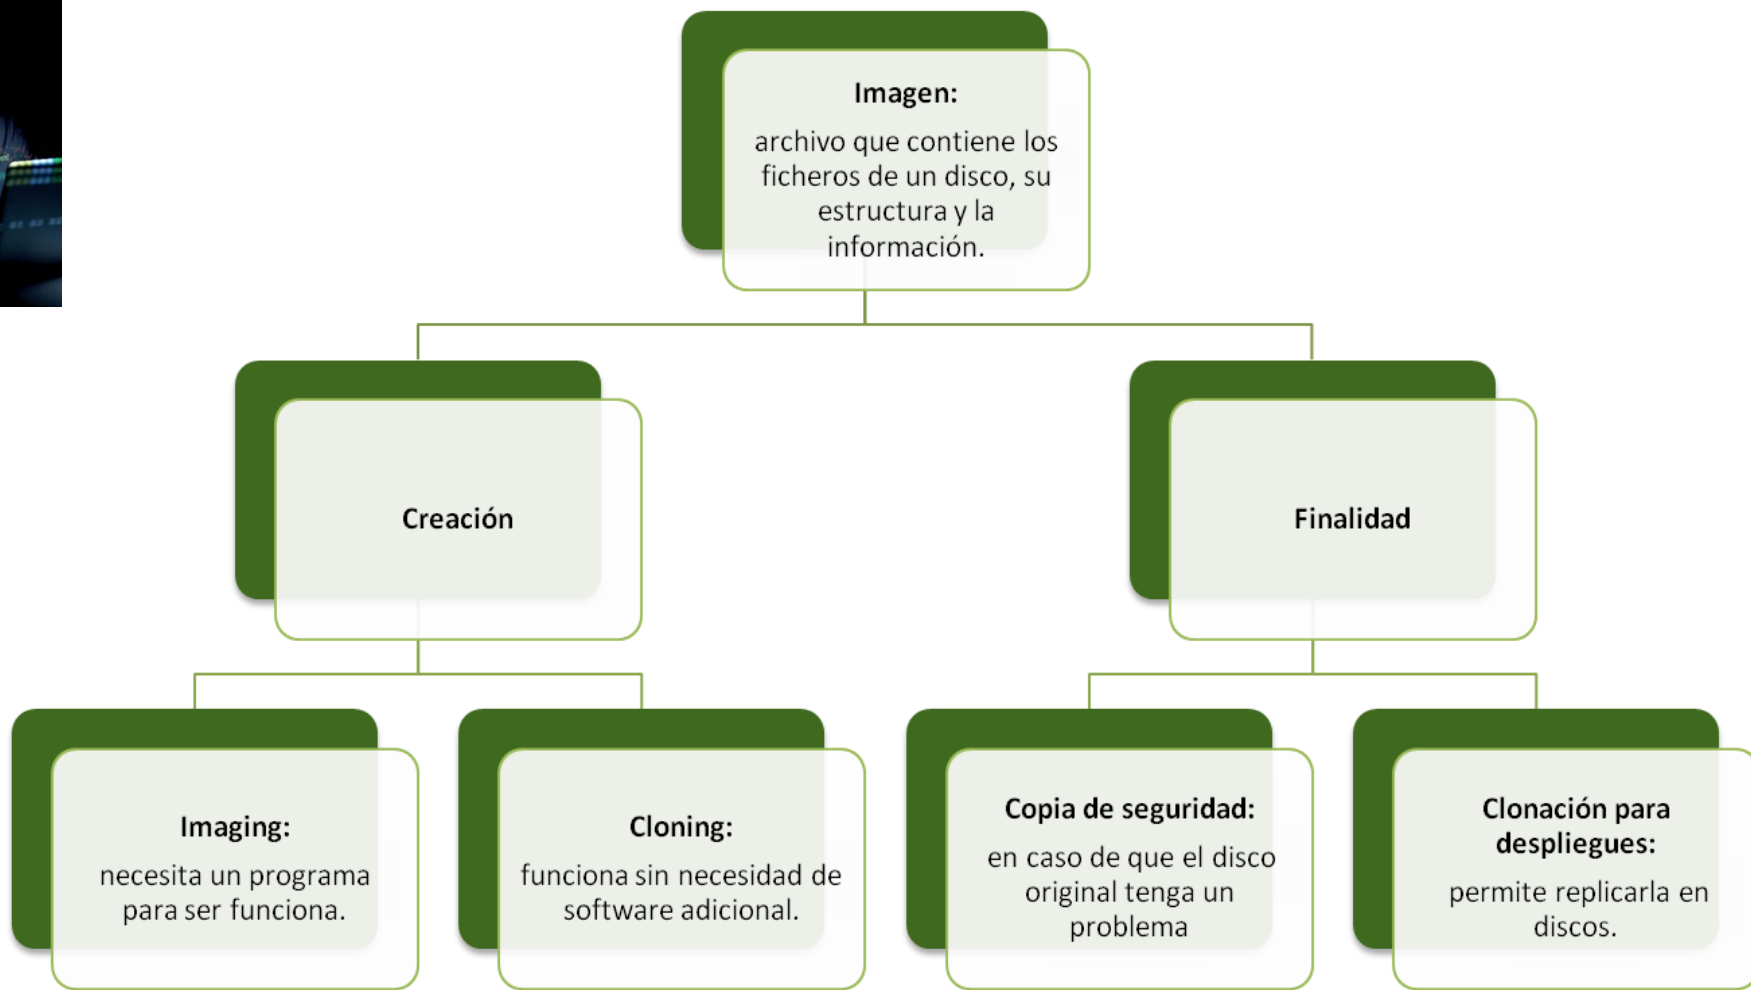 Imagen:
archivo que contiene los
ficheros de un disco, su
estructura y la
información.
Creación
Finalidad
Imaging:
necesita un programa
para ser funciona.
Cloning:
funciona sin necesidad de
software adicional.
Copia de seguridad:
en caso de que el disco
original tenga un
problema
Clonación para
despliegues:
permite replicarla en
discos.